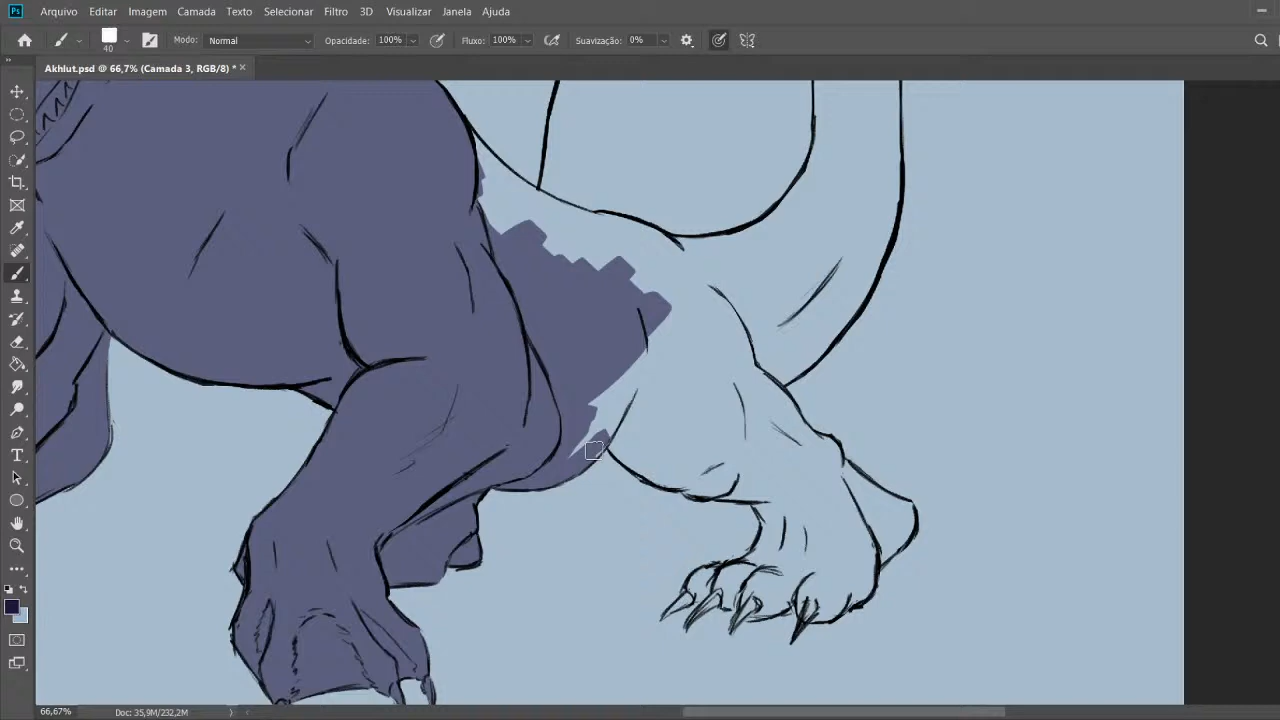 Ps Arquivo Editar Imagem Camada Texto Selecionar Filtro 3D Visualizar Janela Ajuda
40 Modo: Normal Opacidade: 100% Fluxo: 100% Suavização: 0%
Akhlut.psd @ 66,7% (Camada 3, RGB/8) *
66,67% Doc: 35,9M/232,2M